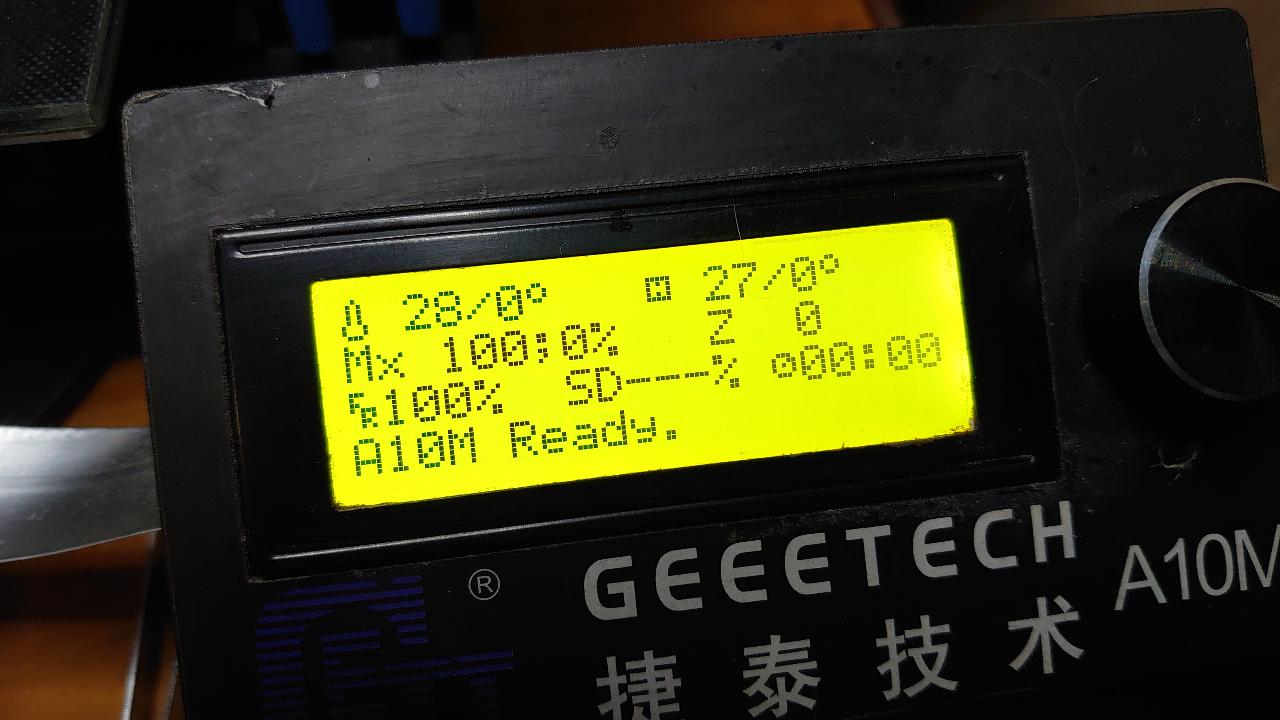 28/0° 27/0°
Mx 100;0% Z 0
100% SD----% 00:00
A10M Ready.
®
GEEETECH A10M
捷泰技术